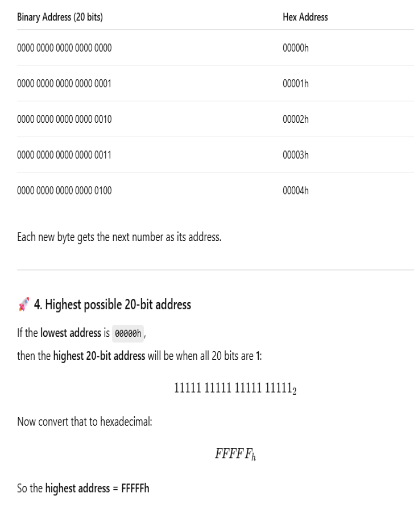 Binary Address (20 bits) Hex Address
0000 0000 0000 0000 0000 00000h
0000 0000 0000 0000 0001 00001h
0000 0000 0000 0000 0010 00002h
0000 0000 0000 0000 0011 00003h
0000 0000 0000 0000 0100 00004h
Each new byte gets the next number as its address.
🚀 4. Highest possible 20-bit address
If the lowest address is 00000h,
then the highest 20-bit address will be when all 20 bits are 1:
11111 11111 11111 11111₂
Now convert that to hexadecimal:
FFFFFₕ
So the highest address = FFFFFh